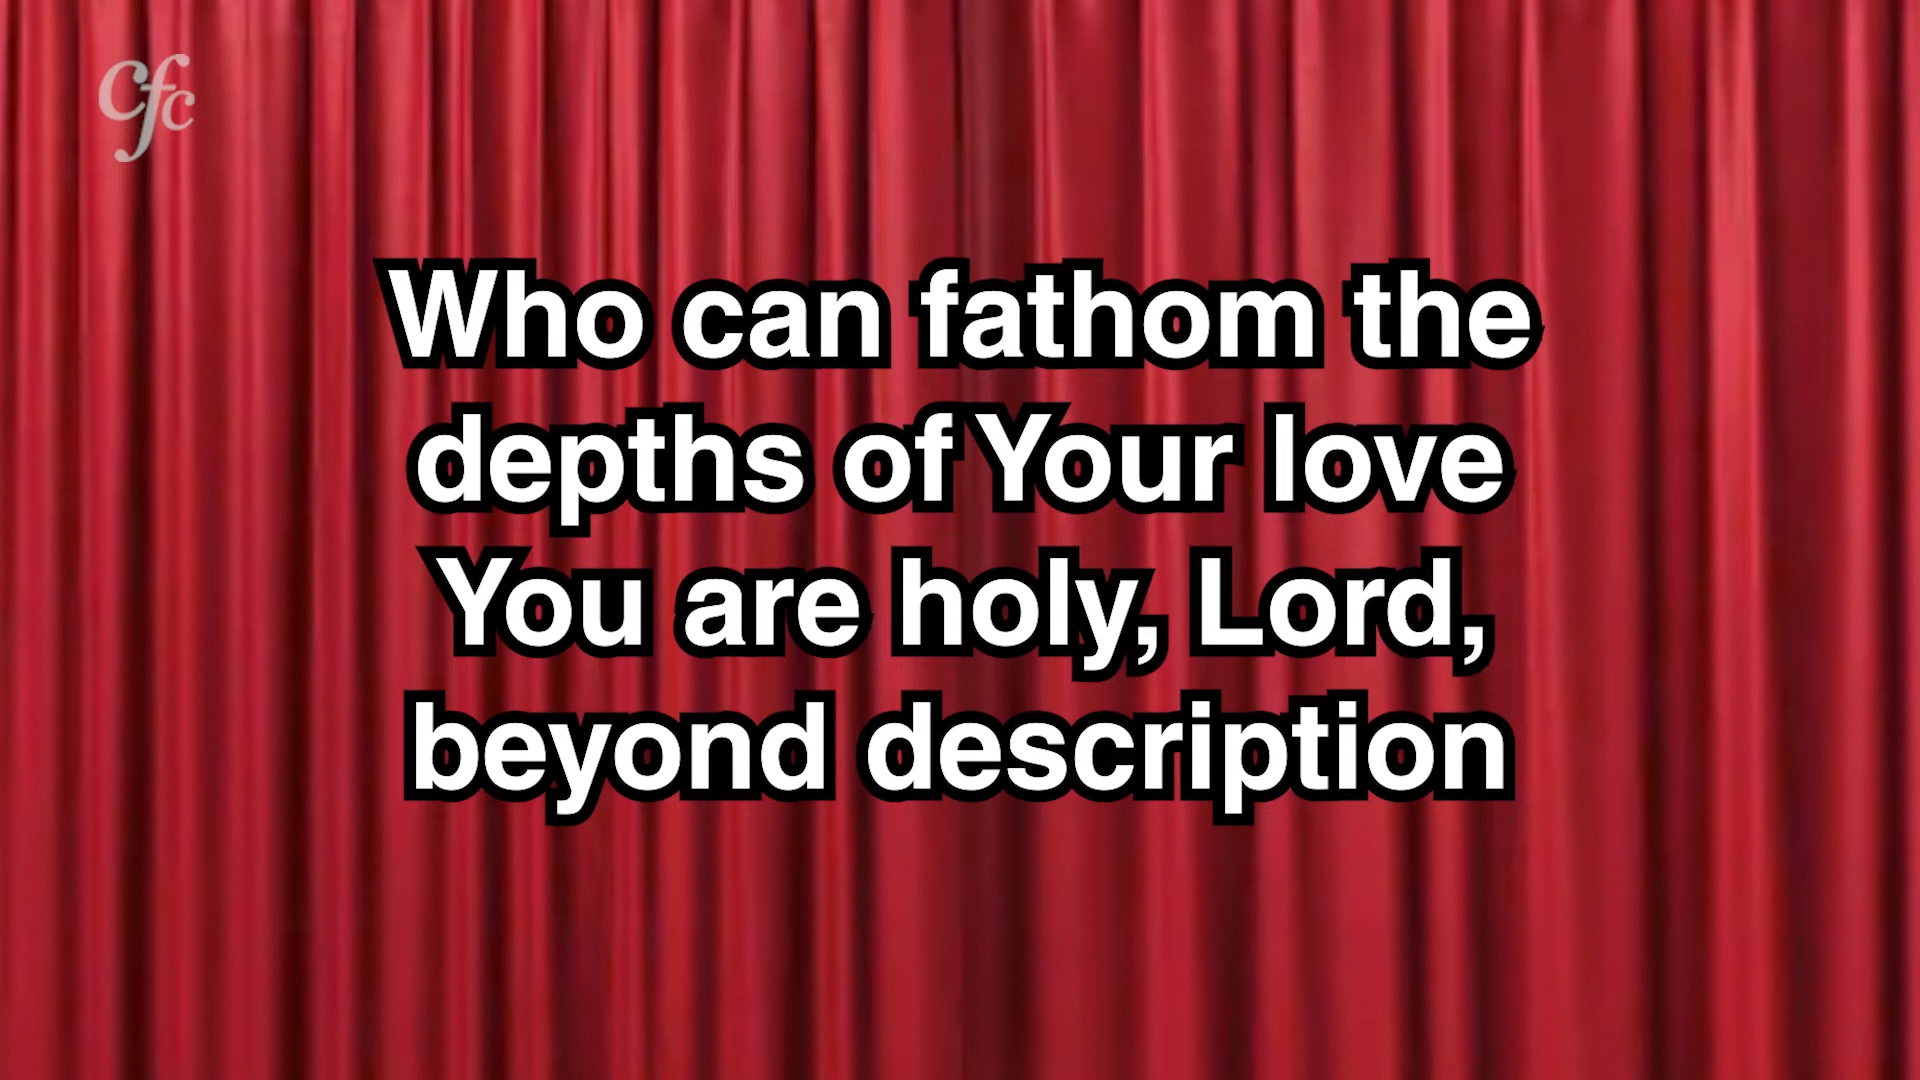 cfc
Who can fathom the
depths of Your love
You are holy, Lord,
beyond description